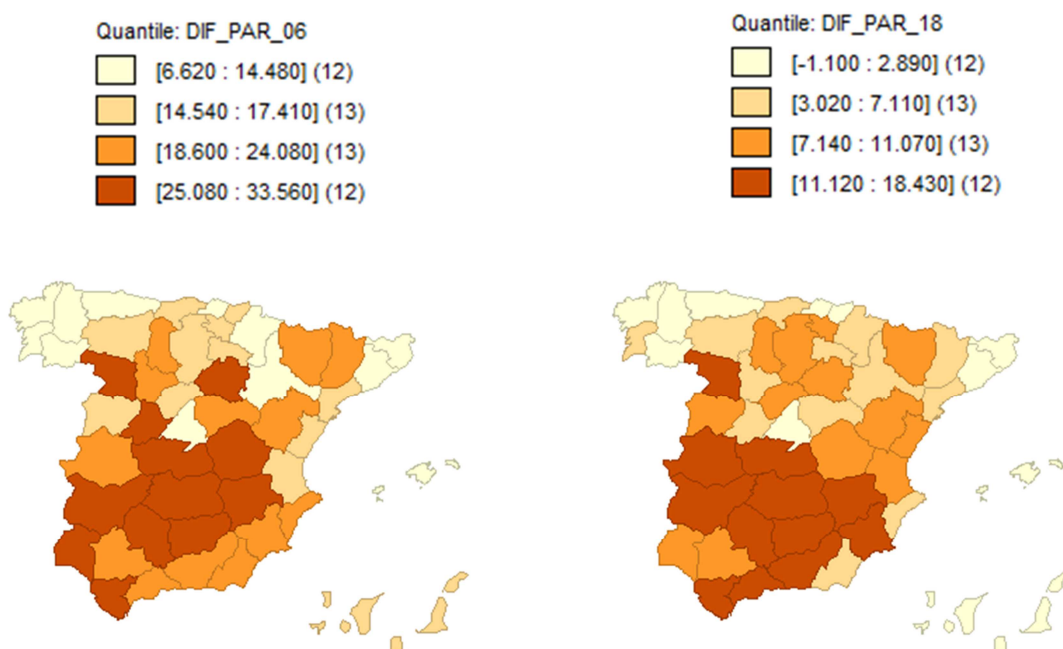 Quantile: DIF_PAR_06
[6.620 : 14.480] (12)
[14.540 : 17.410] (13)
[18.600 : 24.080] (13)
[25.080 : 33.560] (12)
Quantile: DIF_PAR_18
[-1.100 : 2.890] (12)
[3.020 : 7.110] (13)
[7.140 : 11.070] (13)
[11.120 : 18.430] (12)